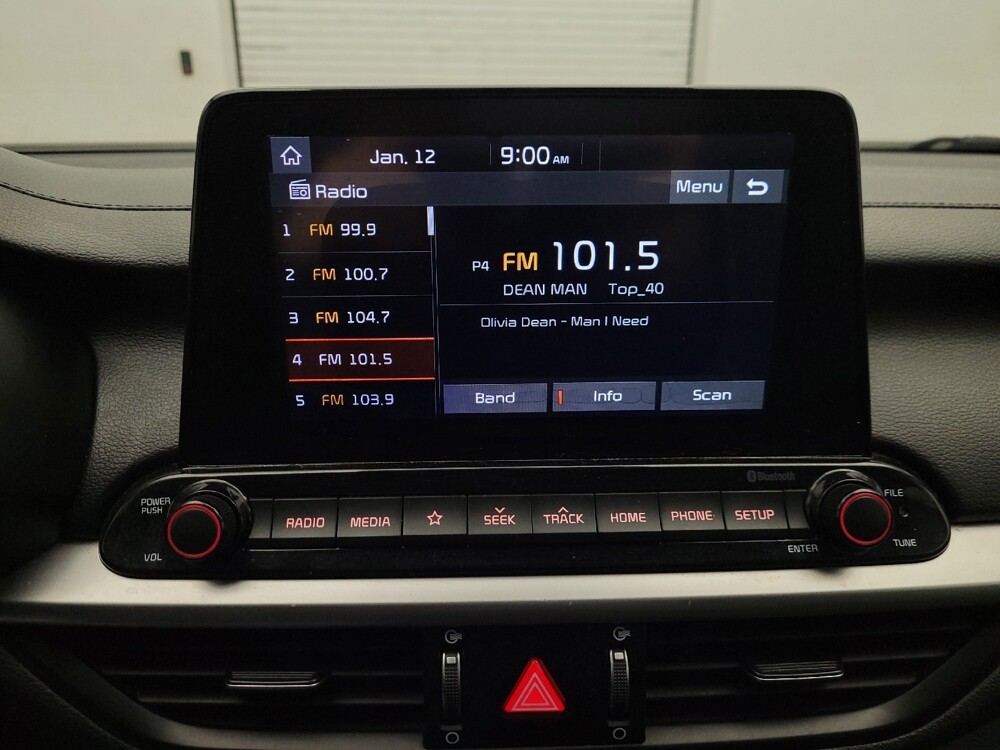 Jan. 12 9:00 AM
Radio Menu
1 FM 99.9
2 FM 100.7
3 FM 104.7
4 FM 101.5
5 FM 103.9
P4 FM 101.5
DEAN MAN Top_40
Olivia Dean - Man I Need
Band Info Scan
Bluetooth
POWER
PUSH
VOL
RADIO MEDIA SEEK TRACK HOME PHONE SETUP
FILE
ENTER
TUNE